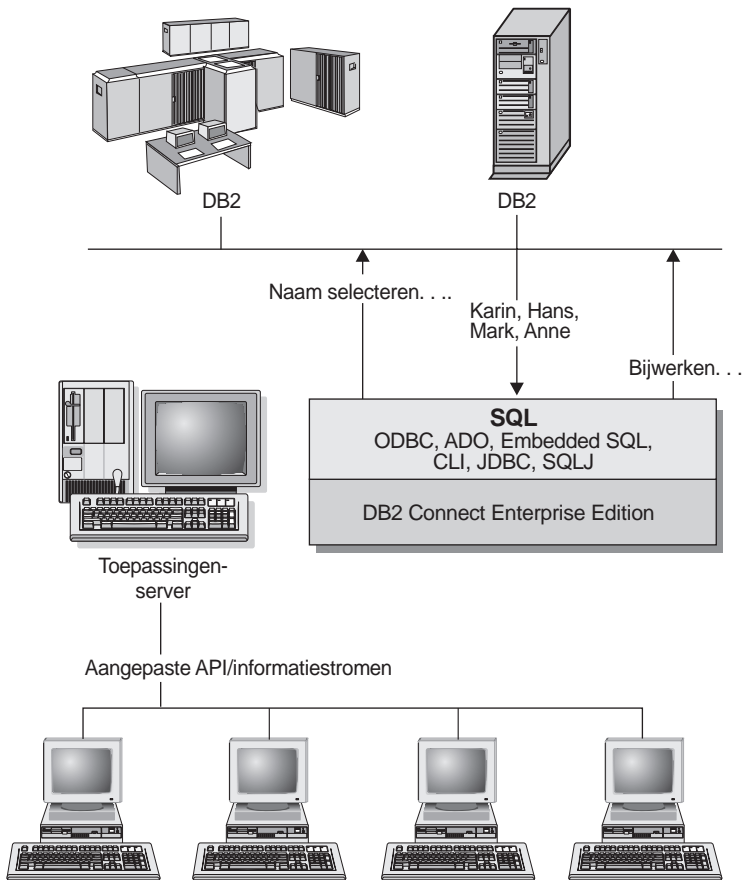 DB2
DB2
Naam selecteren. . ..
Karin, Hans,
Mark, Anne
Bijwerken. . .
SQL
ODBC, ADO, Embedded SQL,
CLI, JDBC, SQLJ
DB2 Connect Enterprise Edition
Toepassingen-
server
Aangepaste API/informatiestromen